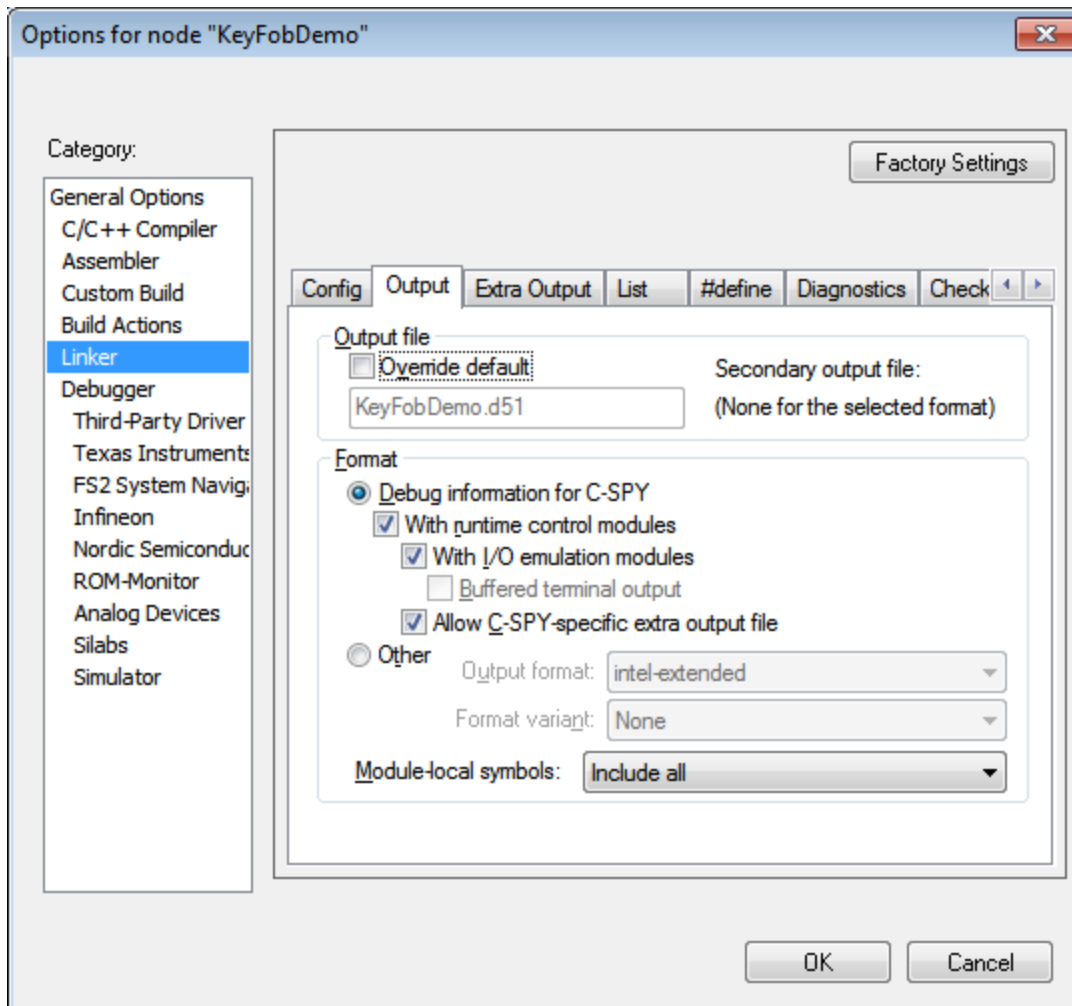 Options for node "KeyFobDemo"
Category:
Factory Settings
General Options
C/C++ Compiler
Assembler
Custom Build
Build Actions
Linker
Debugger
Third-Party Driver
Texas Instruments
FS2 System Navig
Infineon
Nordic Semiconduc
ROM-Monitor
Analog Devices
Silabs
Simulator
Config Output Extra Output List #define Diagnostics Check
Output file
Override default
Secondary output file:
KeyFobDemo.d51
(None for the selected format)
Format
Debug information for C-SPY
With runtime control modules
With I/O emulation modules
Buffered terminal output
Allow C-SPY-specific extra output file
Other
Output format: intel-extended
Format variant: None
Module-local symbols: Include all
OK Cancel